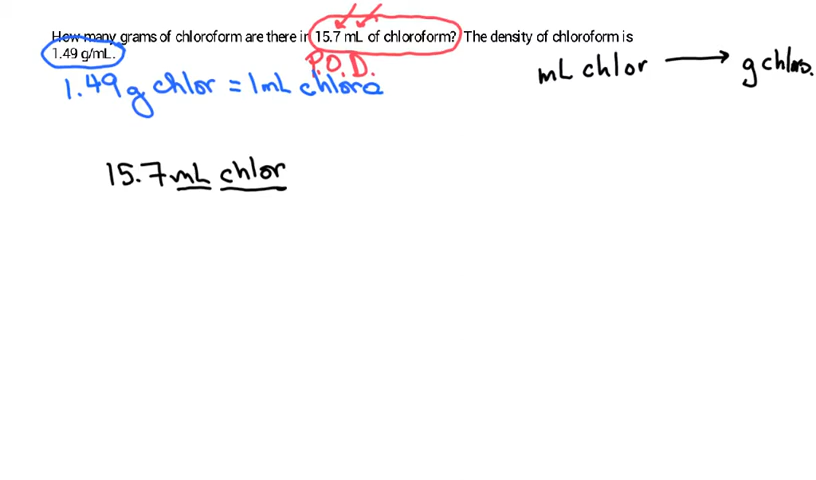 How many grams of chloroform are there in 15.7 mL of chloroform? The density of chloroform is
1.49 g/mL.
P.O.D.
1.49 g chlor = 1 mL chloro
mL chlor → g chloro.
15.7 mL chlor